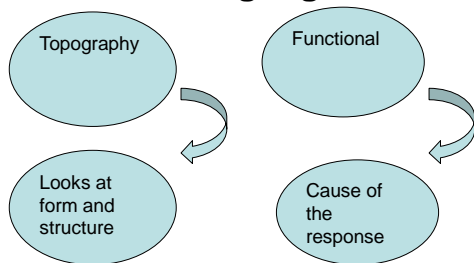 Topography
Functional
Looks at
form and
structure
Cause of
the
response